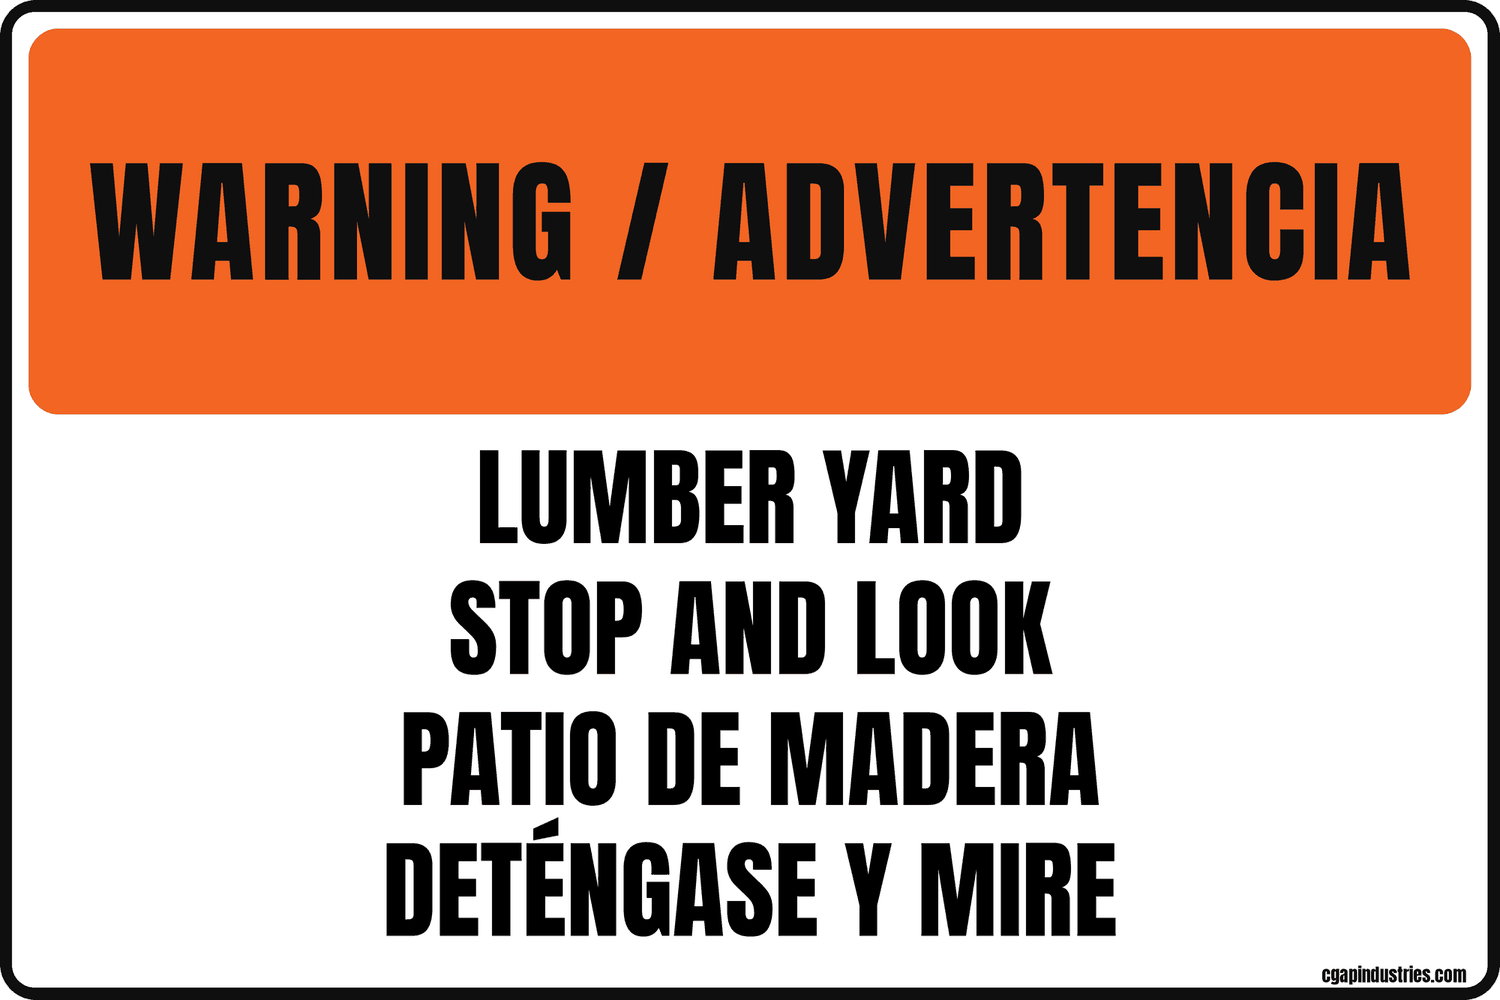 WARNING / ADVERTENCIA
LUMBER YARD
STOP AND LOOK
PATIO DE MADERA
DETÉNGASE Y MIRE
cgapindustries.com